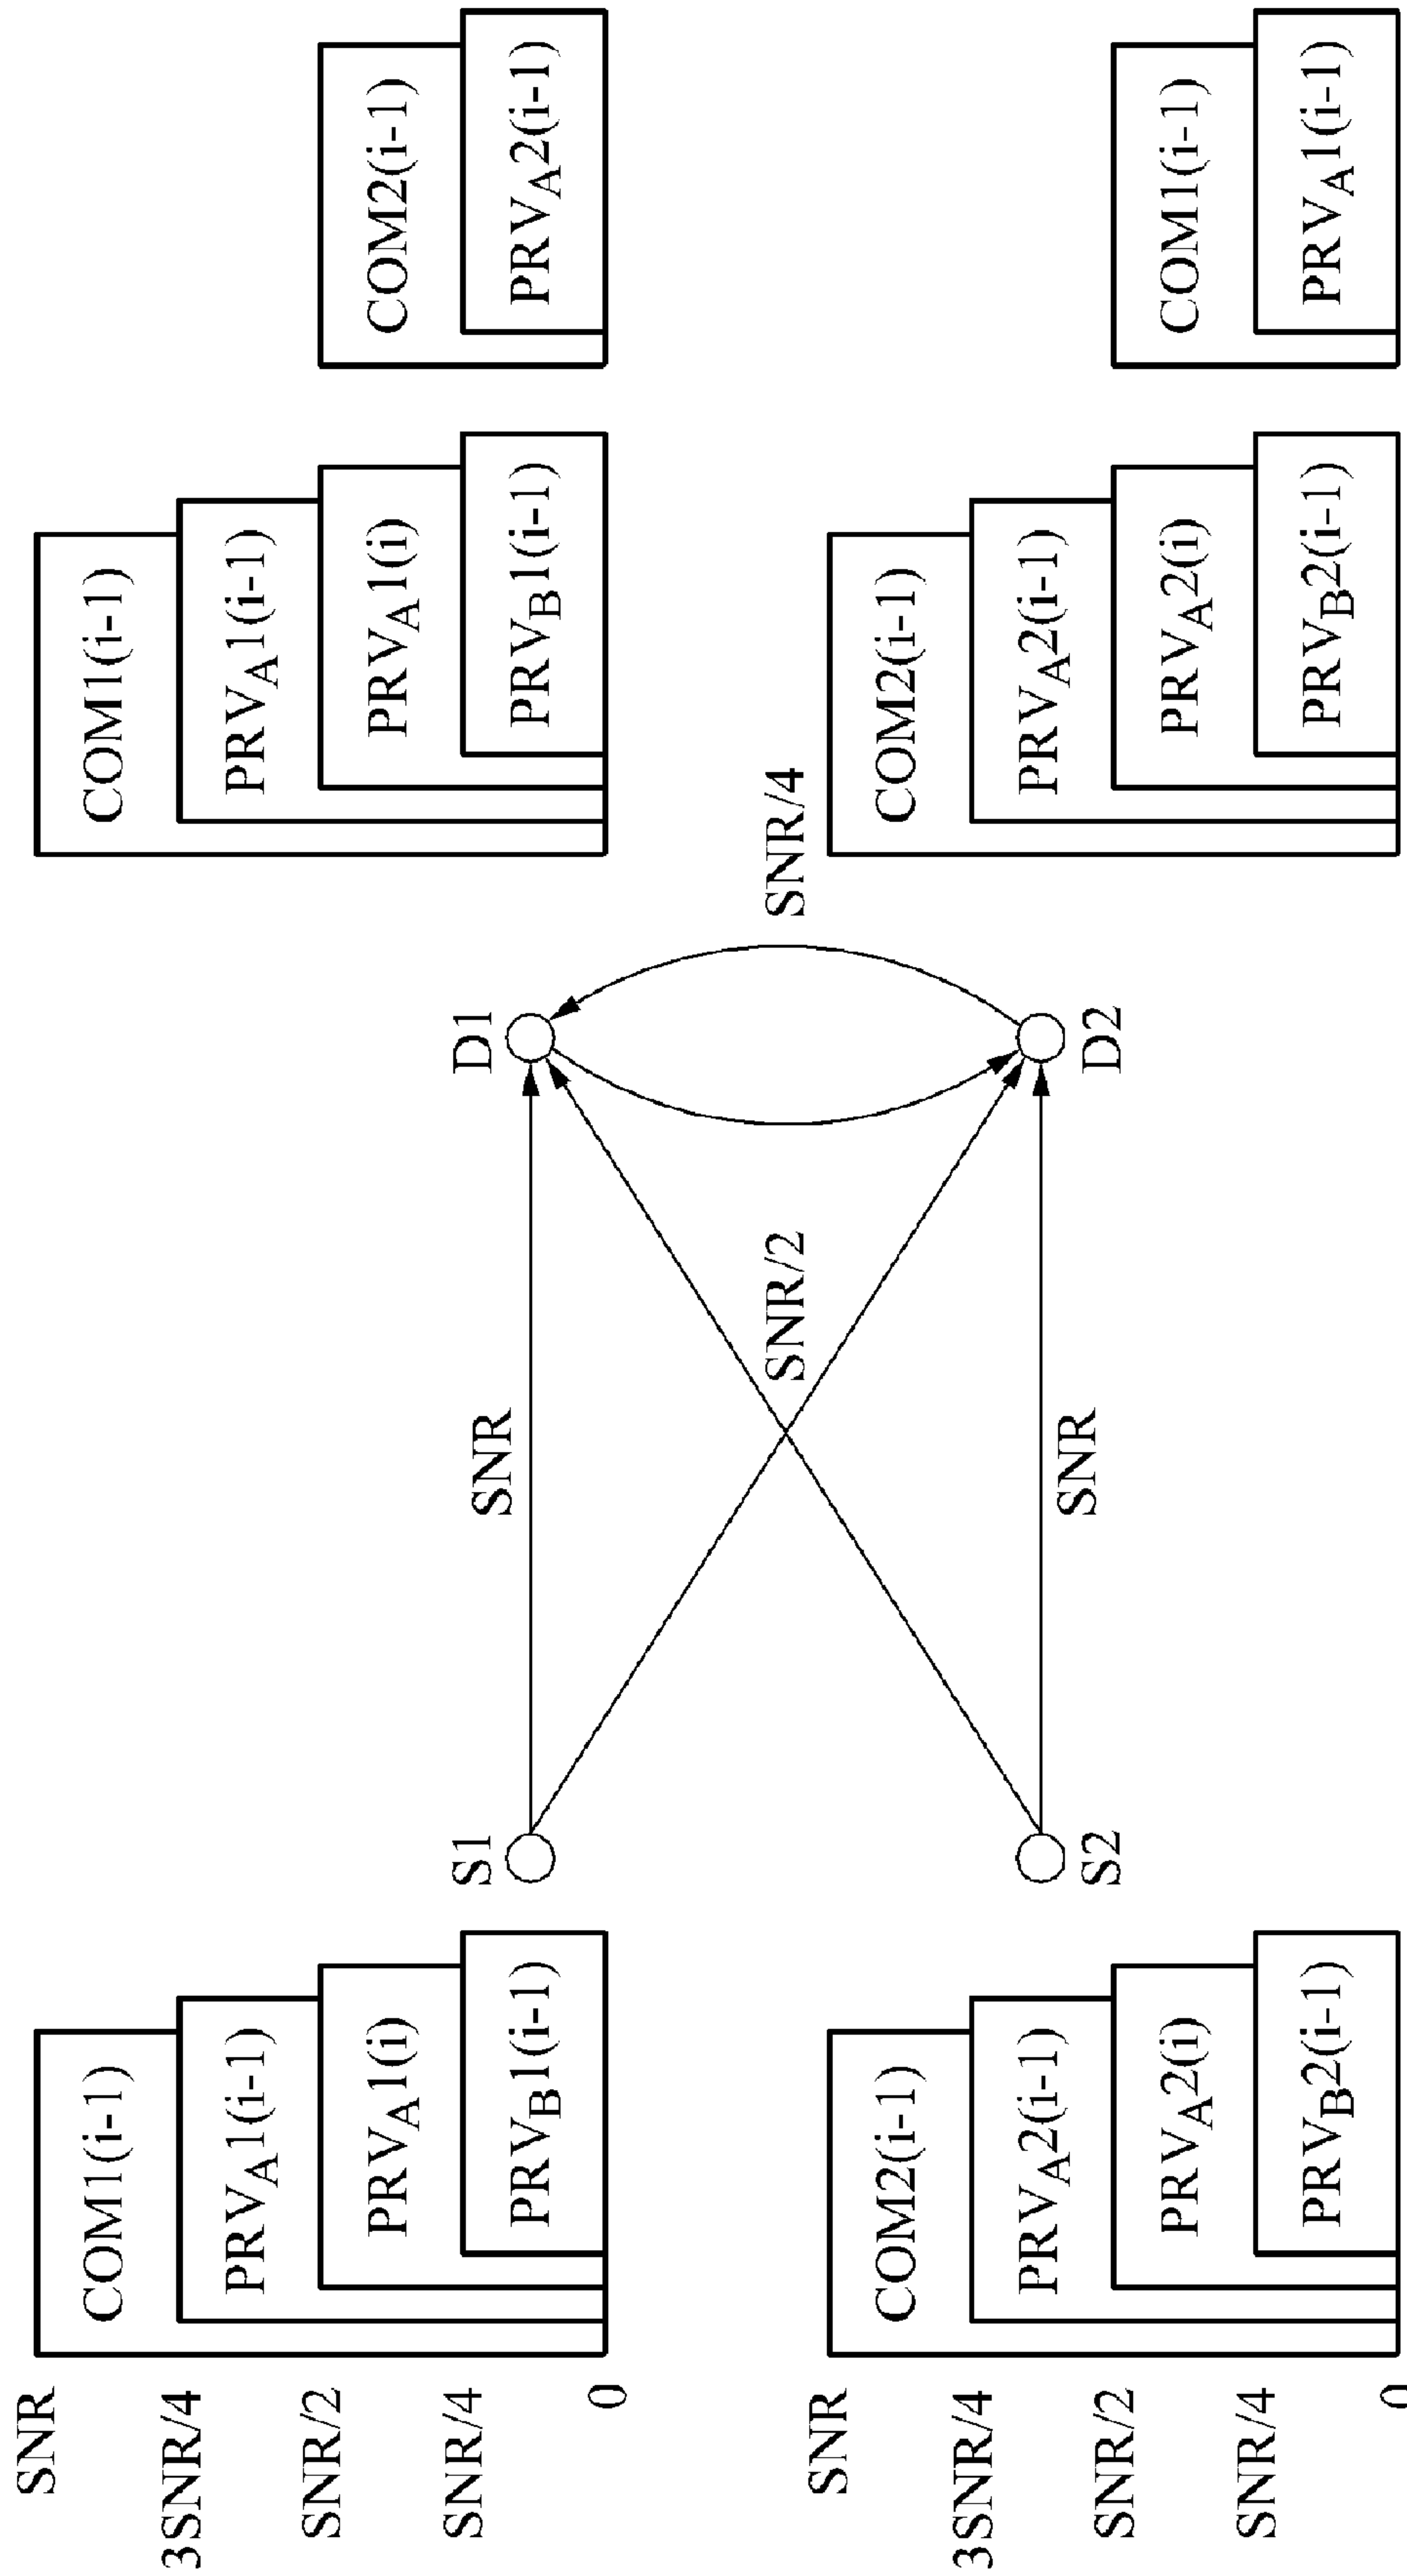 SNR
3SNR/4
SNR/2
SNR/4
0
COM1(i-1)
PRVA1(i-1)
PRVA1(i)
PRVB1(i-1)
S1
SNR
D1
COM1(i-1)
PRVA1(i-1)
PRVA1(i)
PRVB1(i-1)
COM2(i-1)
PRVA2(i-1)
SNR/2
SNR/4
SNR
3SNR/4
SNR/2
SNR/4
0
COM2(i-1)
PRVA2(i-1)
PRVA2(i)
PRVB2(i-1)
S2
SNR
D2
COM2(i-1)
PRVA2(i-1)
PRVA2(i)
PRVB2(i-1)
COM1(i-1)
PRVA1(i-1)